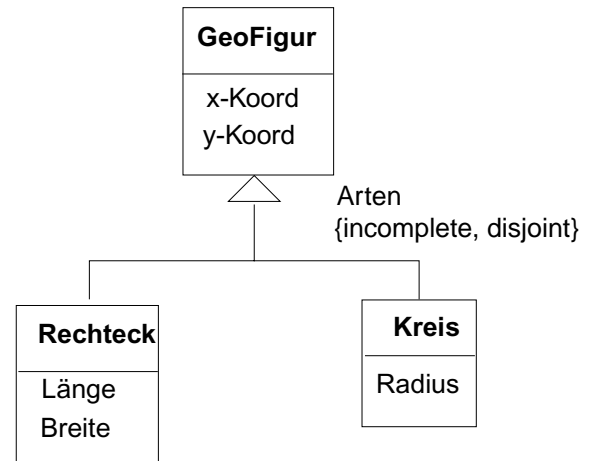 GeoFigur
x-Koord
y-Koord
Arten
{incomplete, disjoint}
Rechteck
Länge
Breite
Kreis
Radius